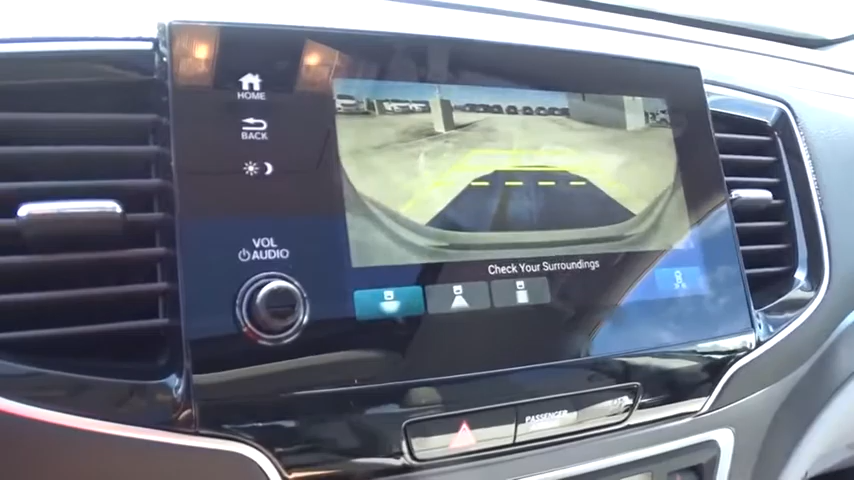 HOME
BACK
VOL
AUDIO
Check Your Surroundings
PASSENGER